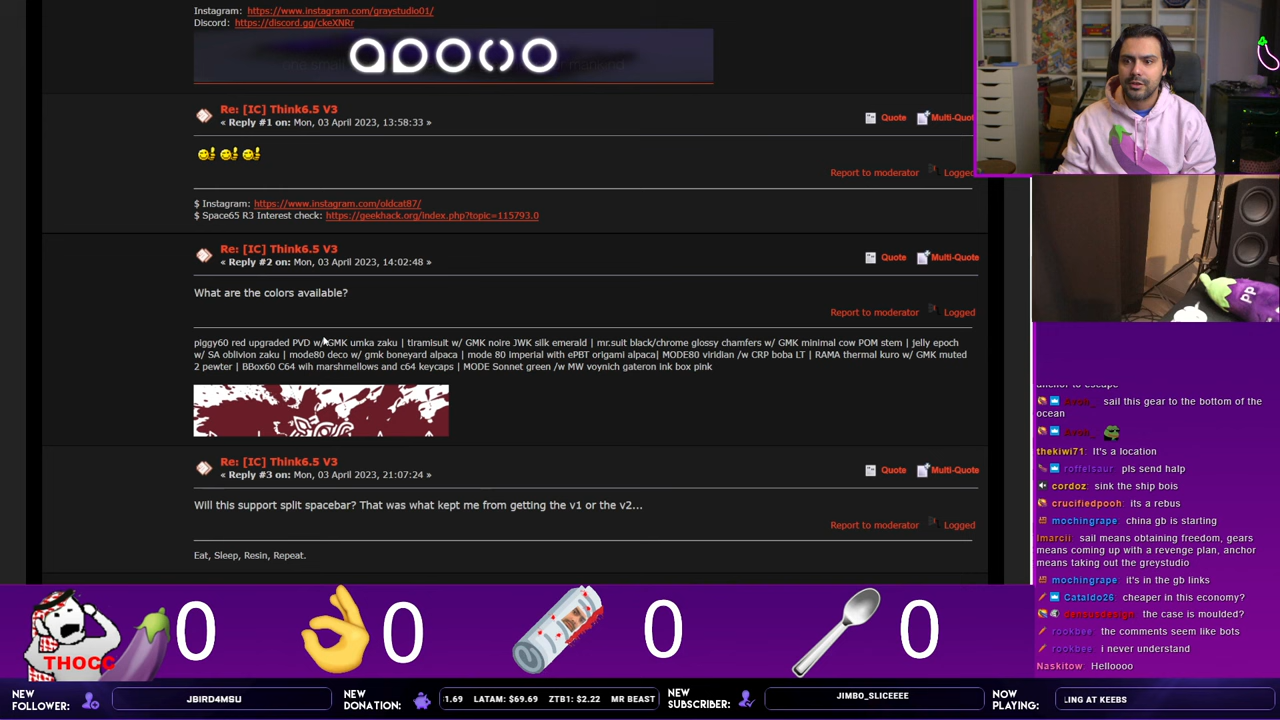 Instagram: https://www.instagram.com/graystudio01/
Discord: https://discord.gg/ckeXNRr
Re: [IC] Think6.5 V3
« Reply #1 on: Mon, 03 April 2023, 13:58:33 »
Quote
Multi-Quot
Report to moderator
Logged
$ Instagram: https://www.instagram.com/oldcat87/
$ Space65 R3 Interest check: https://geekhack.org/index.php?topic=115793.0
Re: [IC] Think6.5 V3
« Reply #2 on: Mon, 03 April 2023, 14:02:48 »
Quote
Multi-Quote
What are the colors available?
Report to moderator
Logged
piggy60 red upgraded PVD w/ GMK umka zaku | tiramisuit w/ GMK noire JWK silk emerald | mr.suit black/chrome glossy chamfers w/ GMK minimal cow POM stem | jelly epoch
w/ SA oblivion zaku | mode80 deco w/ gmk boneyard alpaca | mode 80 imperial with ePBT origami alpaca| MODE80 viridian /w CRP boba LT | RAMA thermal kuro w/ GMK muted
2 pewter | BBox60 C64 wih marshmellows and c64 keycaps | MODE Sonnet green /w MW voynich gateron ink box pink
Re: [IC] Think6.5 V3
« Reply #3 on: Mon, 03 April 2023, 21:07:24 »
Quote
Multi-Quote
Will this support split spacebar? That was what kept me from getting the v1 or the v2...
Report to moderator
Logged
Eat, Sleep, Resin, Repeat.
PP
anchor to escape
sail this gear to the bottom of the
ocean
thekiwi71: It's a location
roffelsaur: pls send halp
cordoz: sink the ship bois
crucifiedpooh: its a rebus
mochingrape: china gb is starting
lmarcii: sail means obtaining freedom, gears
means coming up with a revenge plan, anchor
means taking out the greystudio
mochingrape: it's in the gb links
Cataldo26: cheaper in this economy?
densusdesign: the case is moulded?
rookbee: the comments seem like bots
rookbee: i never understand
Naskitow: Helloooo
THOCC
0
0
0
0
NEW
FOLLOWER:
JBIRD4MSU
NEW
DONATION:
1.69 LATAM: $69.69 ZTB1: $2.22 MR BEAST
NEW
SUBSCRIBER:
JIMBO_SLICEEEE
NOW
PLAYING:
LING AT KEEBS